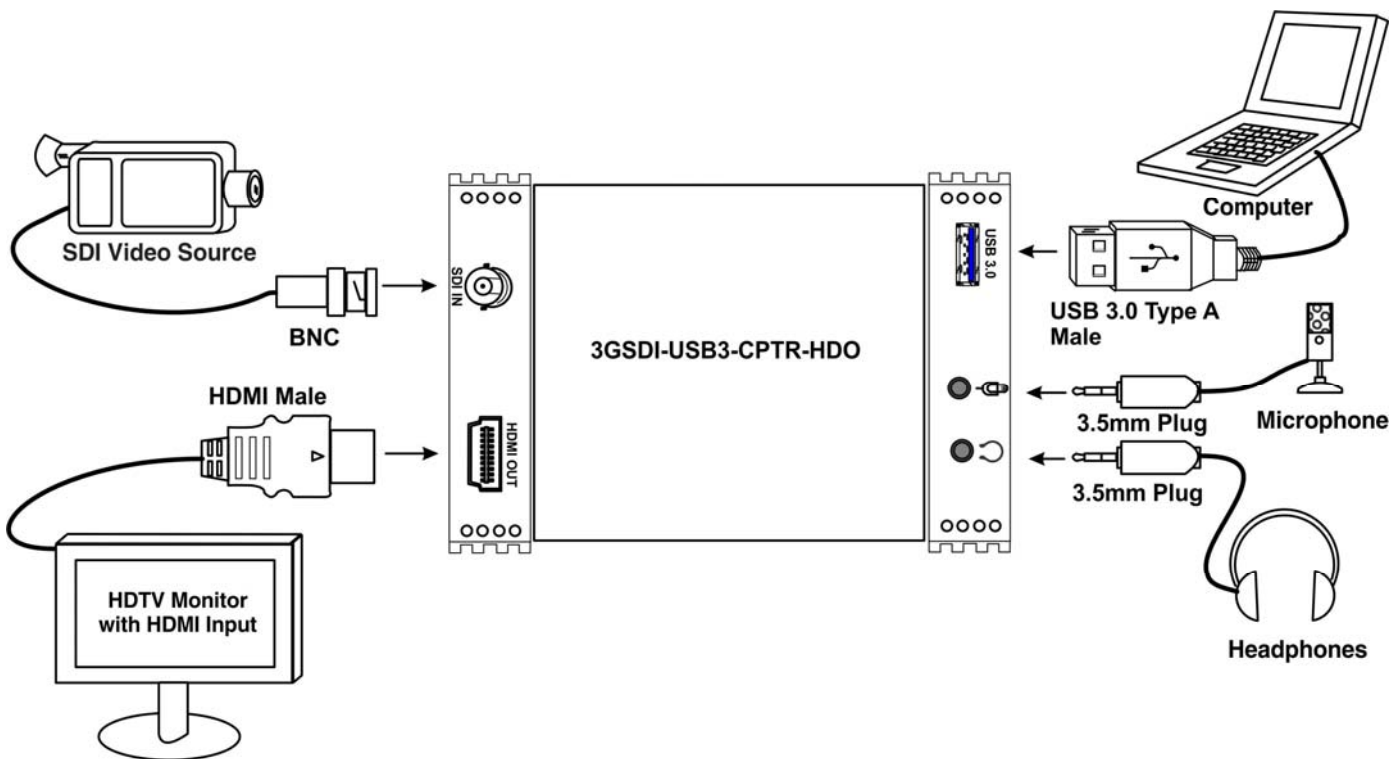 SDI Video Source
BNC
SDI IN
HDMI Male
HDMI OUT
HDTV Monitor
with HDMI Input
3GSDI-USB3-CPTR-HDO
Computer
USB 3.0
USB 3.0 Type A
Male
3.5mm Plug
Microphone
3.5mm Plug
Headphones